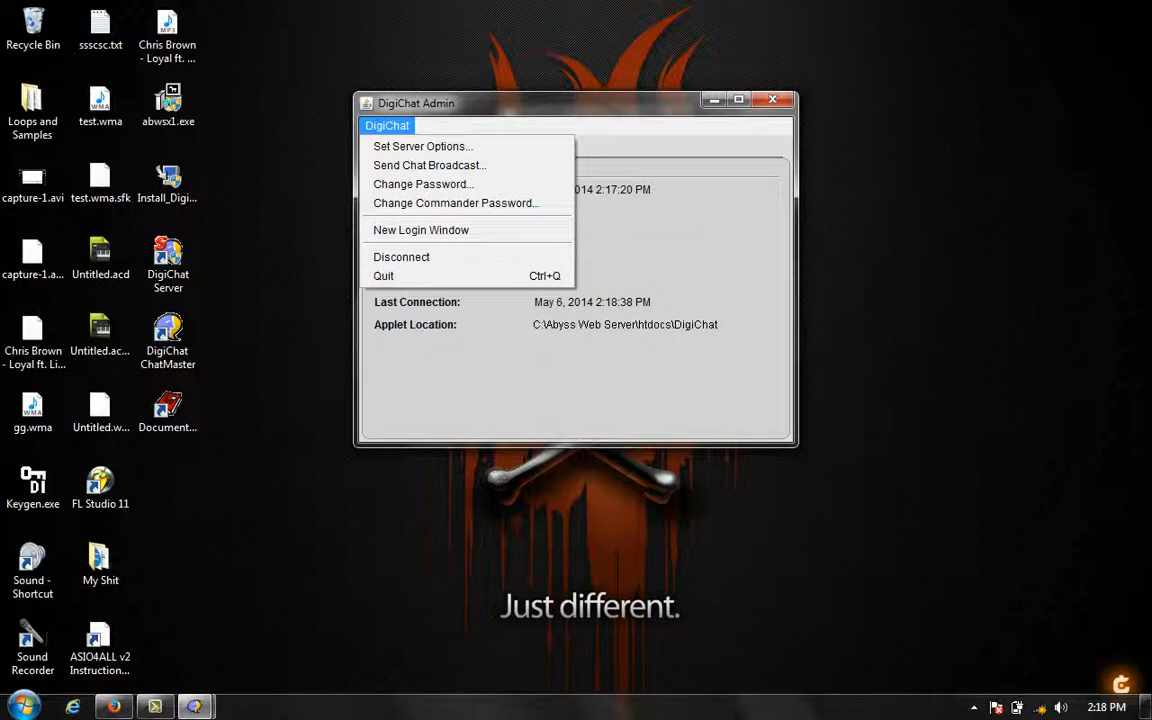 Recycle Bin
ssscsc.txt
Chris Brown
- Loyal ft. ...
Loops and
Samples
test.wma
abwsx1.exe
capture-1.avi
test.wma.sfk
Install_Digi...
capture-1.a...
Untitled.acd
DigiChat
Server
Chris Brown
- Loyal ft. Li...
Untitled.ac...
DigiChat
ChatMaster
gg.wma
Untitled.w...
Document...
Keygen.exe
FL Studio 11
Sound -
Shortcut
My Shit
Sound
Recorder
ASIO4ALL v2
Instruction...
DigiChat Admin
DigiChat
Set Server Options...
Send Chat Broadcast...
Change Password...
014 2:17:20 PM
Change Commander Password...
New Login Window
Disconnect
Quit Ctrl+Q
Last Connection: May 6, 2014 2:18:38 PM
Applet Location: C:\Abyss Web Server\htdocs\DigiChat
Just different.
2:18 PM